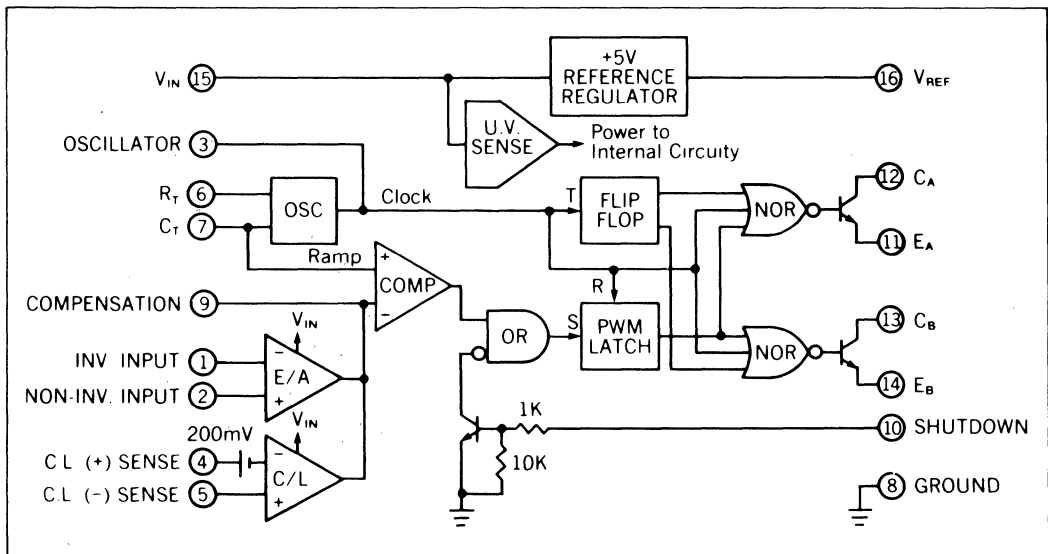 V_IN 15
+5V
REFERENCE
REGULATOR
16 V_REF
U.V.
SENSE
Power to
Internal Circuity
OSCILLATOR 3
R_T 6
C_T 7
OSC
Clock
T
FLIP
FLOP
NOR
12 C_A
11 E_A
Ramp
+
COMP
-
R
COMPENSATION 9
OR
S
PWM
LATCH
NOR
13 C_B
14 E_B
V_IN
INV INPUT 1
-
E/A
NON-INV. INPUT 2
+
V_IN
200mV
C.L (+) SENSE 4
-
C/L
C.L (-) SENSE 5
+
1K
10 SHUTDOWN
10K
8 GROUND